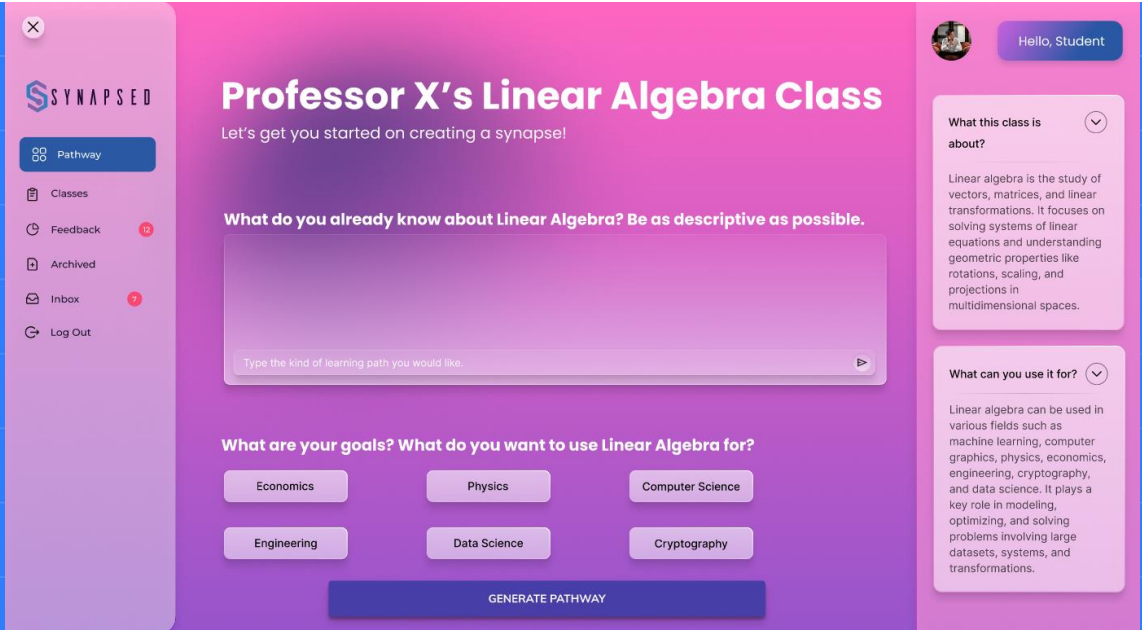 SYNAPSED
Pathway
Classes
Feedback 12
Archived
Inbox 7
Log Out
Professor X's Linear Algebra Class
Let's get you started on creating a synapse!
What do you already know about Linear Algebra? Be as descriptive as possible.
Type the kind of learning path you would like.
What are your goals? What do you want to use Linear Algebra for?
Economics
Physics
Computer Science
Engineering
Data Science
Cryptography
GENERATE PATHWAY
Hello, Student
What this class is
about?
Linear algebra is the study of
vectors, matrices, and linear
transformations. It focuses on
solving systems of linear
equations and understanding
geometric properties like
rotations, scaling, and
projections in
multidimensional spaces.
What can you use it for?
Linear algebra can be used in
various fields such as
machine learning, computer
graphics, physics, economics,
engineering, cryptography,
and data science. It plays a
key role in modeling,
optimizing, and solving
problems involving large
datasets, systems, and
transformations.